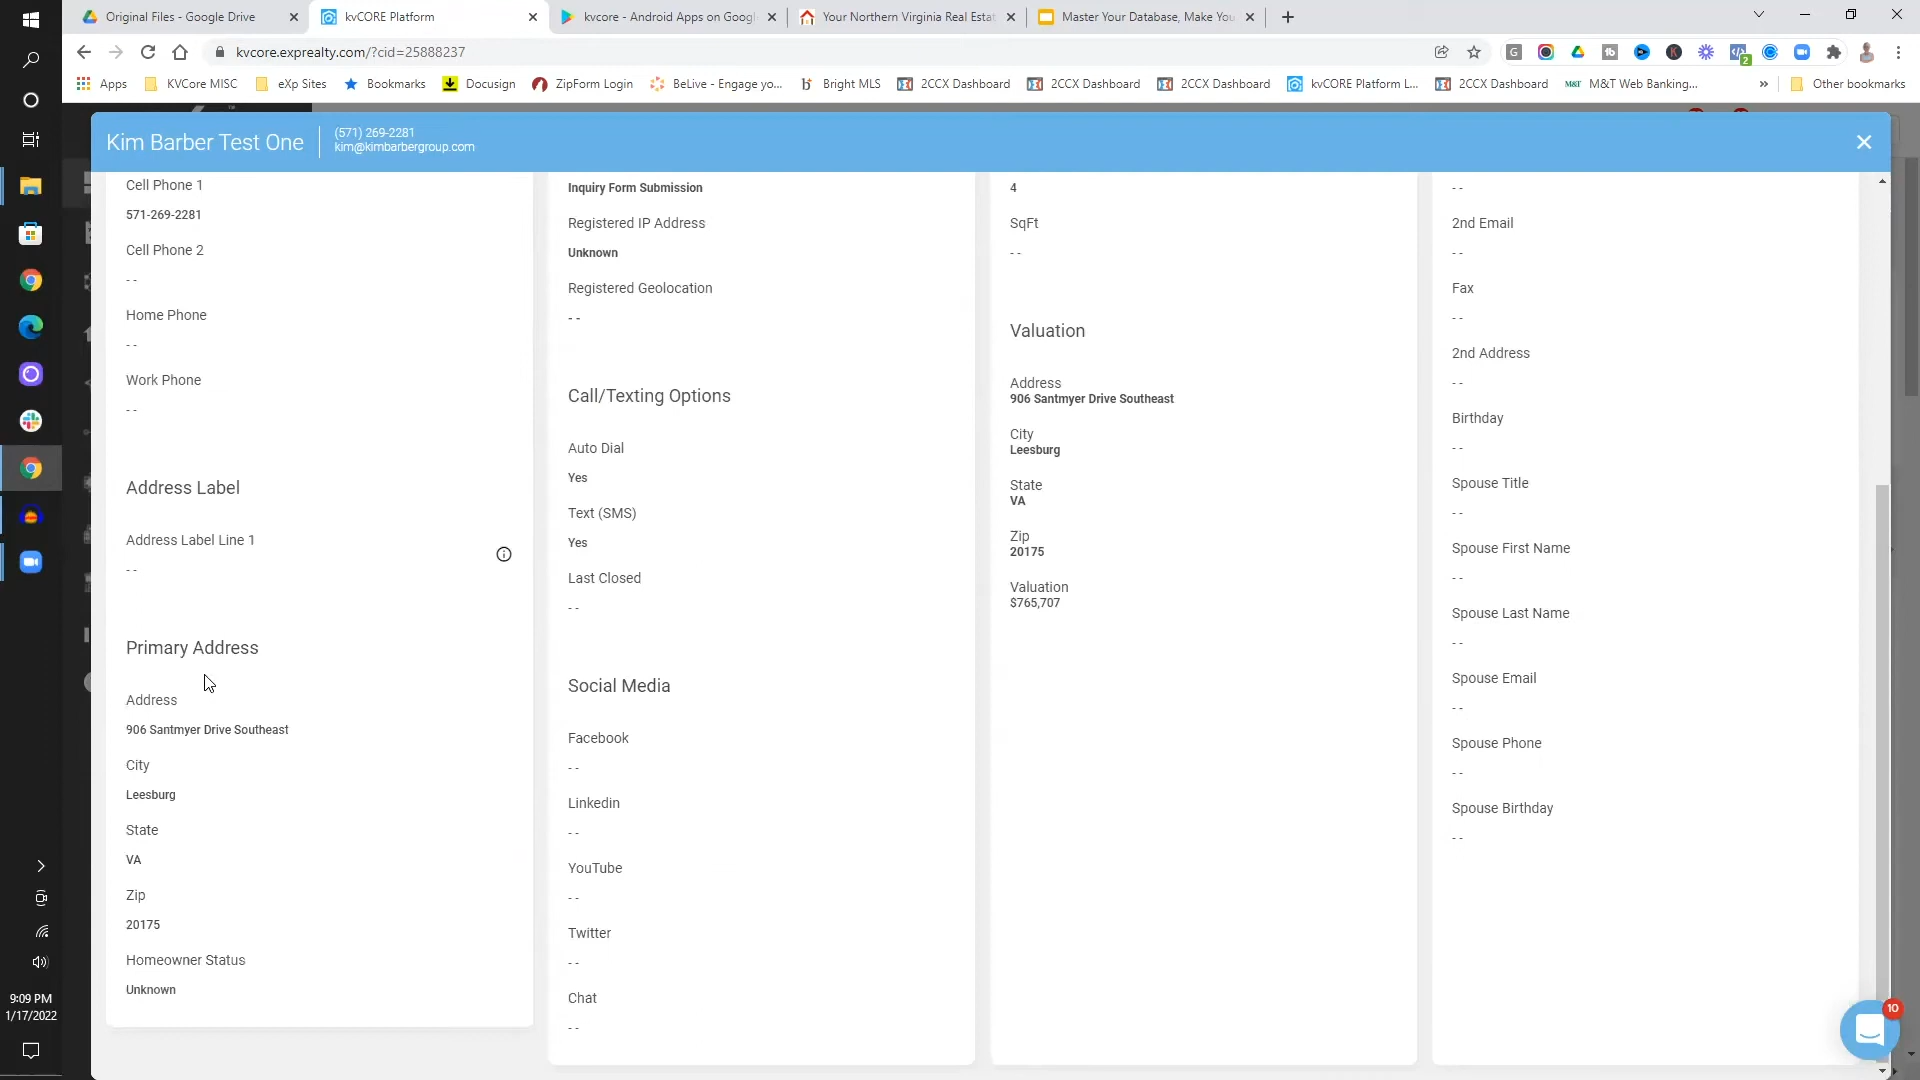 Original Files - Google Drive
kvCORE Platform
kvcore - Android Apps on Googl
Your Northern Virginia Real Estat
Master Your Database, Make You
kvcore.exprealty.com/?cid=25888237
Apps
KVCore MISC
eXp Sites
Bookmarks
Docusign
ZipForm Login
BeLive - Engage yo...
Bright MLS
2CCX Dashboard
2CCX Dashboard
2CCX Dashboard
kvCORE Platform L...
2CCX Dashboard
M&T Web Banking...
»
Other bookmarks
Kim Barber Test One
(571) 269-2281
kim@kimbarbergroup.com
Cell Phone 1
571-269-2281
Cell Phone 2
- -
Home Phone
- -
Work Phone
- -
Address Label
Address Label Line 1
- -
Primary Address
Address
906 Santmyer Drive Southeast
City
Leesburg
State
VA
Zip
20175
Homeowner Status
Unknown
Inquiry Form Submission
Registered IP Address
Unknown
Registered Geolocation
- -
Call/Texting Options
Auto Dial
Yes
Text (SMS)
Yes
Last Closed
- -
Social Media
Facebook
- -
Linkedin
- -
YouTube
- -
Twitter
- -
Chat
- -
4
SqFt
- -
Valuation
Address
906 Santmyer Drive Southeast
City
Leesburg
State
VA
Zip
20175
Valuation
$765,707
- -
2nd Email
- -
Fax
- -
2nd Address
- -
Birthday
- -
Spouse Title
- -
Spouse First Name
- -
Spouse Last Name
- -
Spouse Email
- -
Spouse Phone
- -
Spouse Birthday
- -
10
9:09 PM
1/17/2022